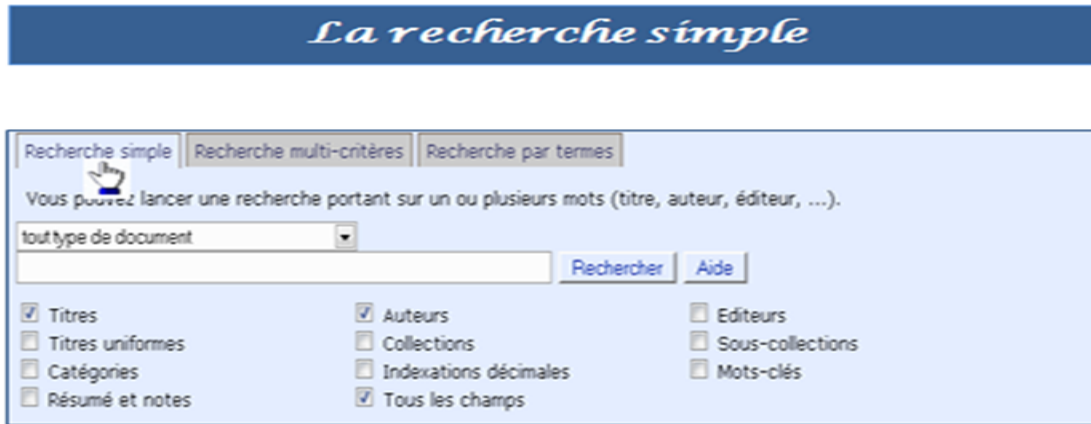 La recherche simple
Recherche simple Recherche multi-critères Recherche par termes
Vous pouvez lancer une recherche portant sur un ou plusieurs mots (titre, auteur, éditeur, ...).
tout type de document
Rechercher Aide
Titres Auteurs Editeurs
Titres uniformes Collections Sous-collections
Catégories Indexations décimales Mots-clés
Résumé et notes Tous les champs